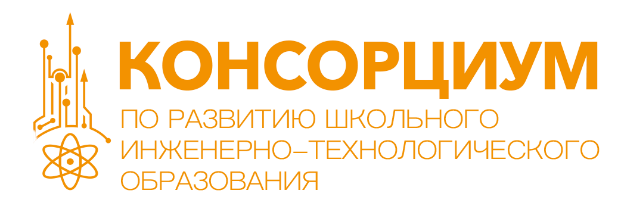 КОНСОРЦИУМ
ПО РАЗВИТИЮ ШКОЛЬНОГО
ИНЖЕНЕРНО-ТЕХНОЛОГИЧЕСКОГО
ОБРАЗОВАНИЯ